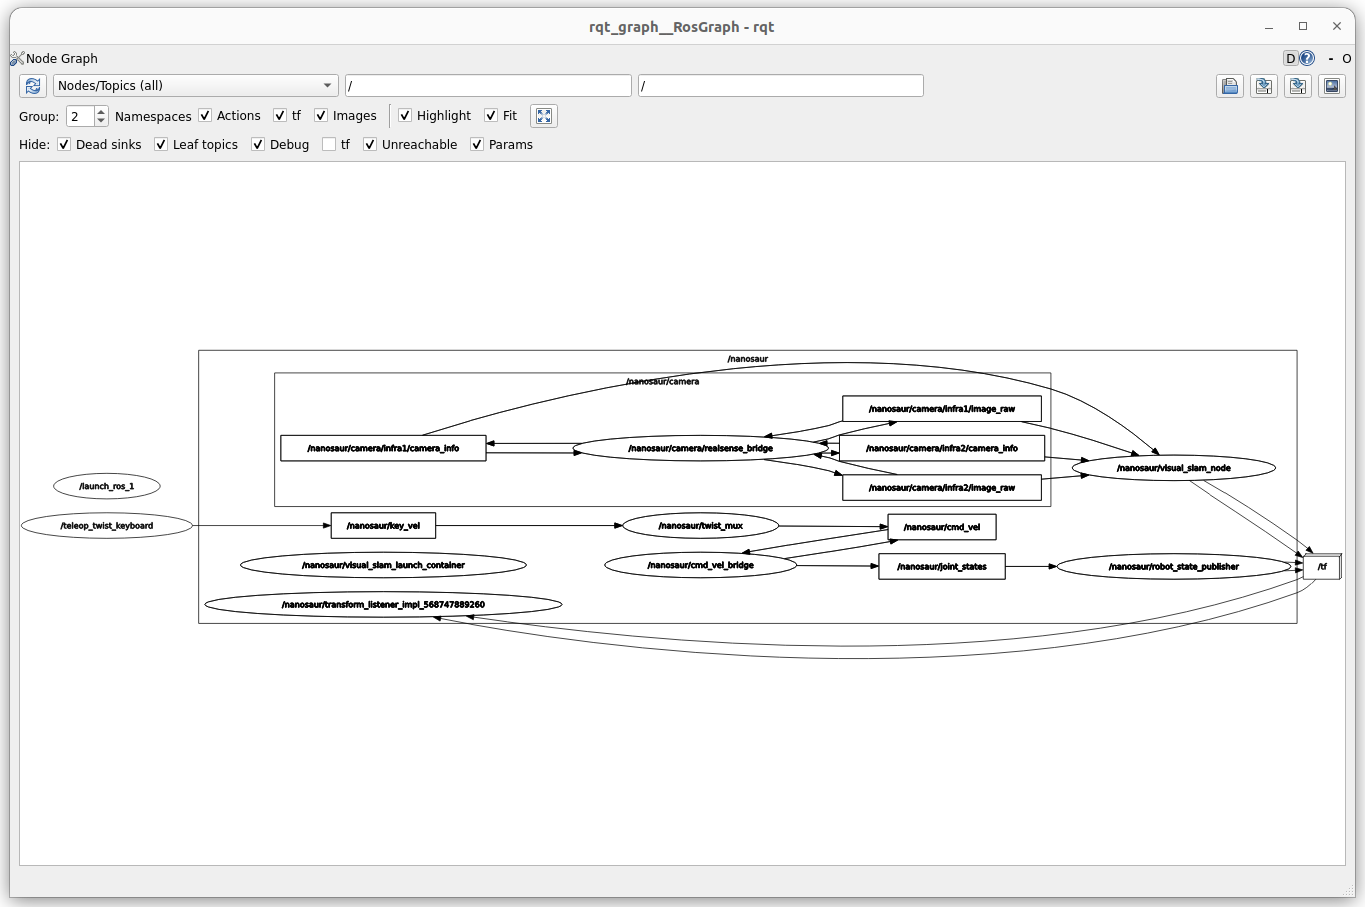 rqt_graph__RosGraph - rqt
Node Graph
D
- O
Nodes/Topics (all)
/
/
Group: 2 Namespaces Actions tf Images Highlight Fit
Hide: Dead sinks Leaf topics Debug tf Unreachable Params
/nanosaur
/nanosaur/camera
/nanosaur/camera/infra1/image_raw
/nanosaur/camera/infra1/camera_info
/nanosaur/camera/realsense_bridge
/nanosaur/camera/infra2/camera_info
/nanosaur/visual_slam_node
/launch_ros_1
/nanosaur/camera/infra2/image_raw
/teleop_twist_keyboard
/nanosaur/key_vel
/nanosaur/twist_mux
/nanosaur/cmd_vel
/nanosaur/visual_slam_launch_container
/nanosaur/cmd_vel_bridge
/nanosaur/joint_states
/nanosaur/robot_state_publisher
/tf
/nanosaur/transform_listener_impl_568747889260